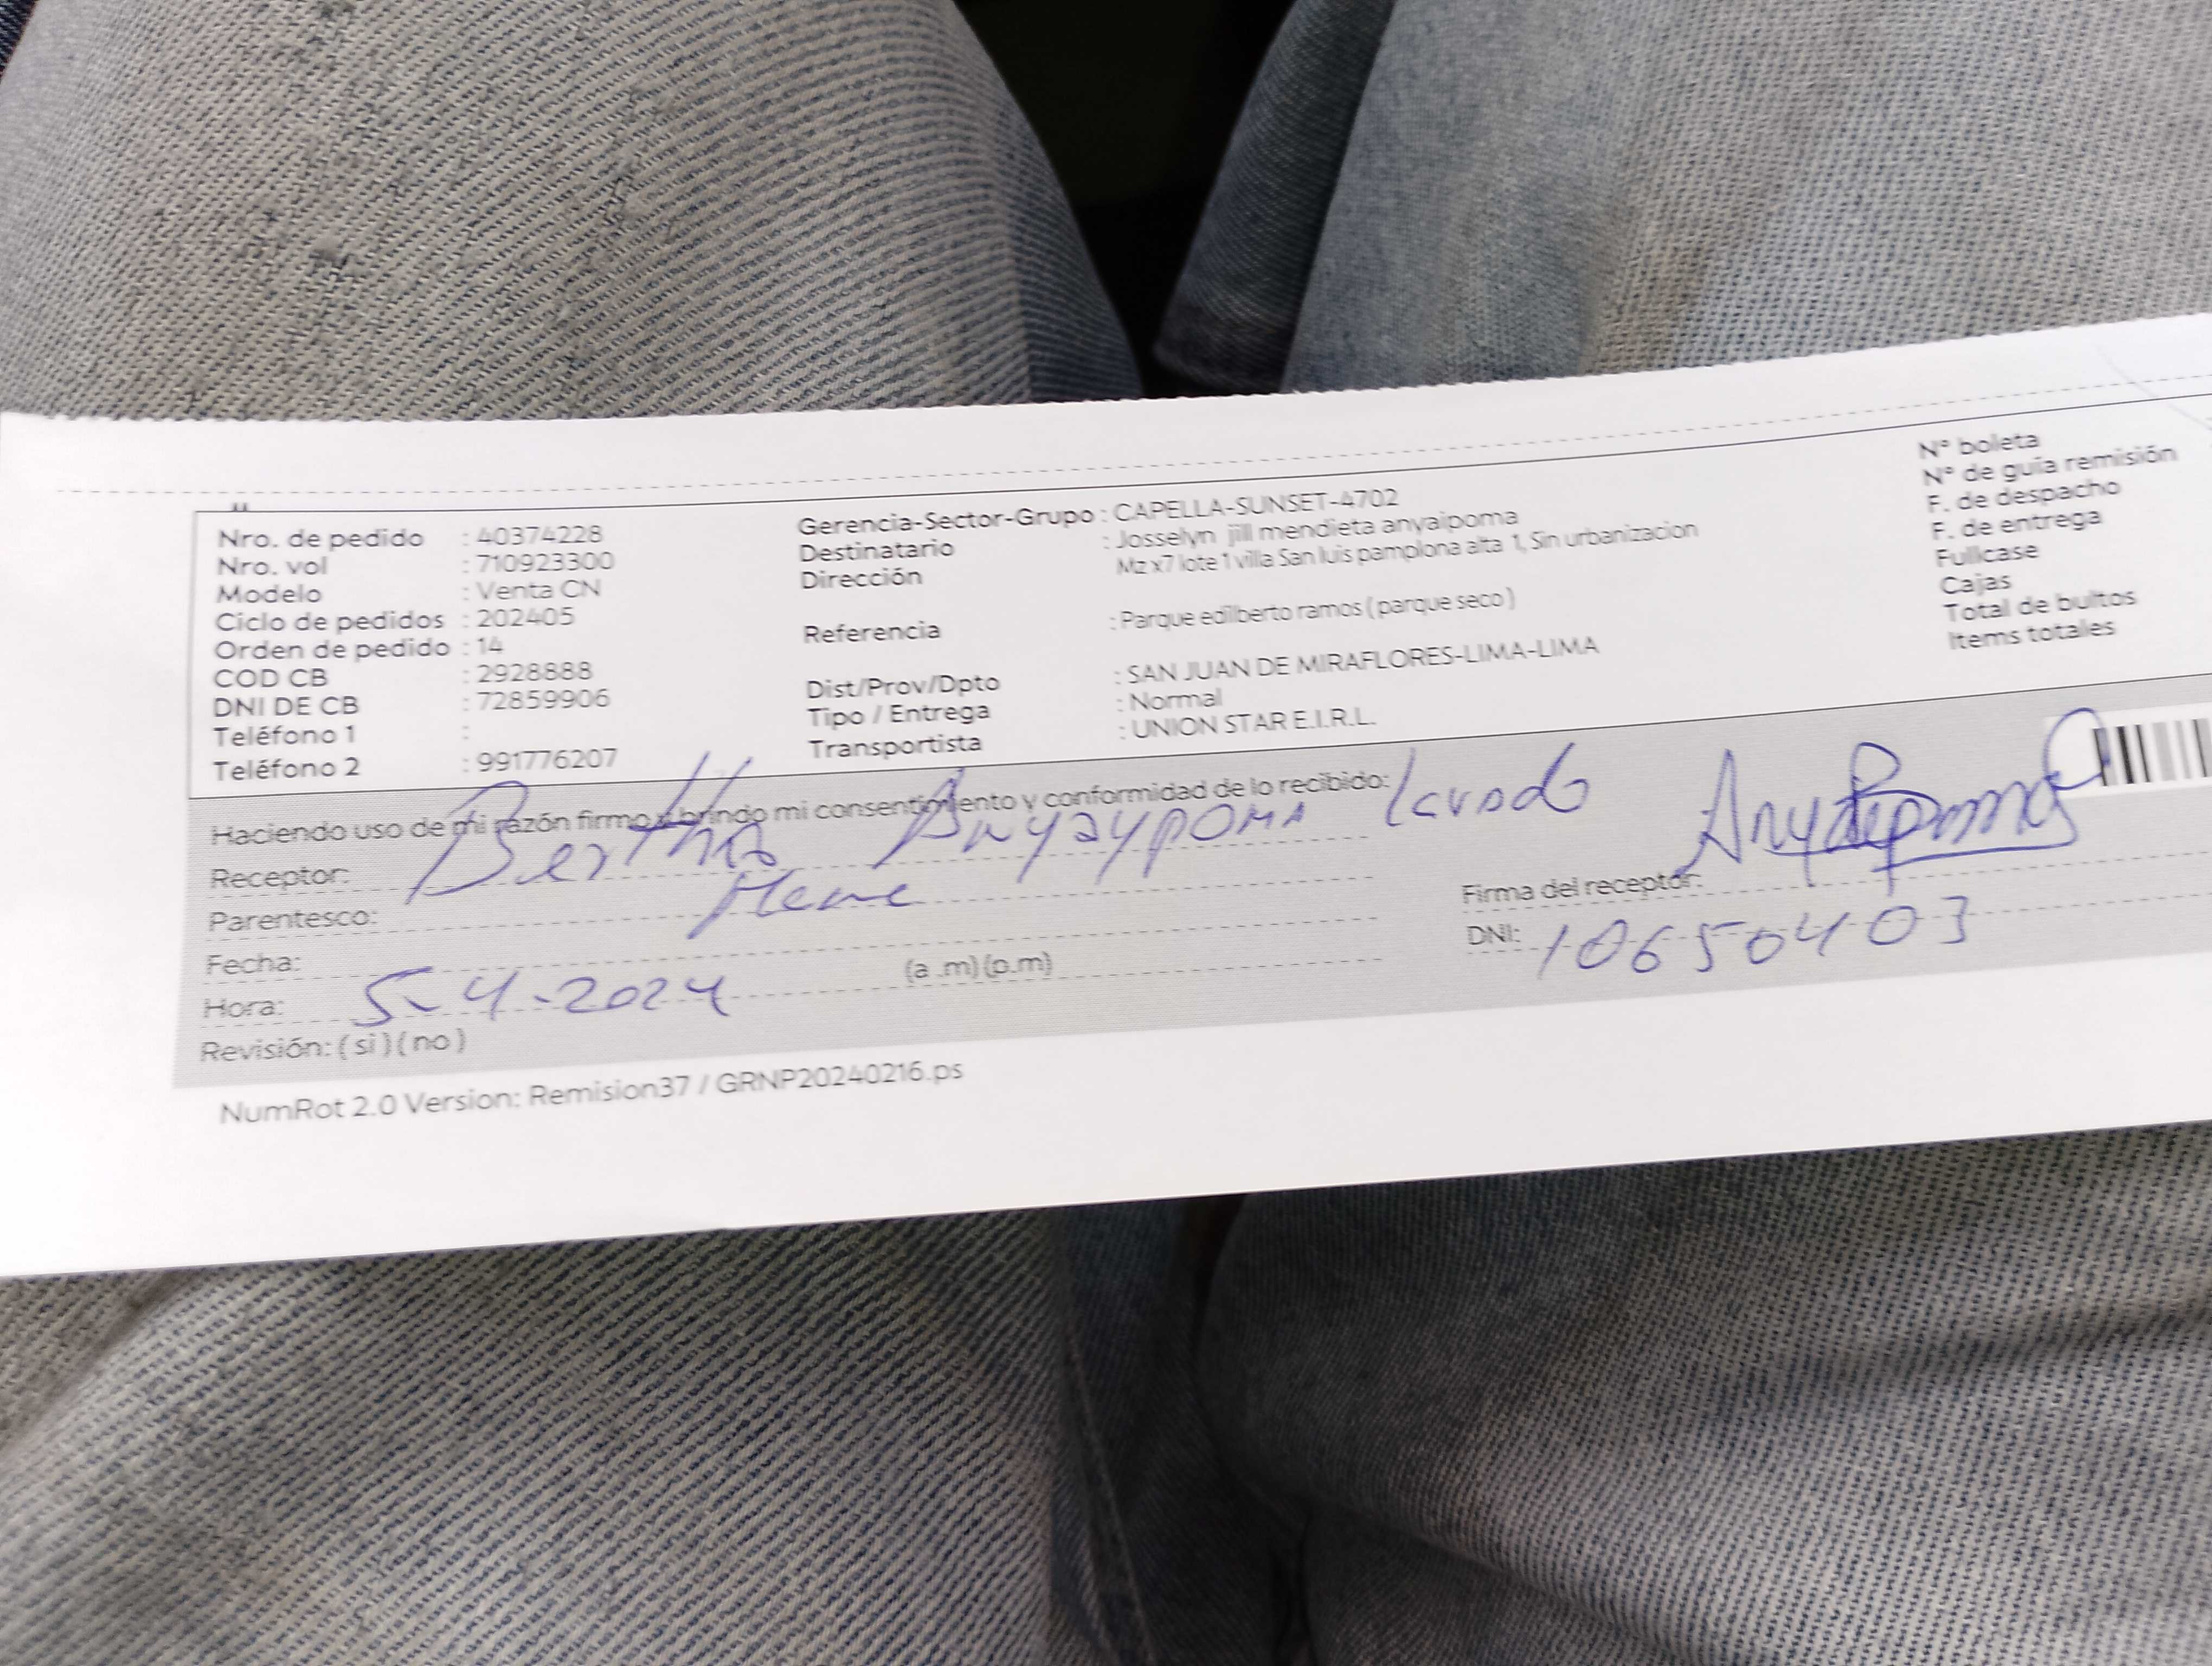 Nro. de pedido : 40374228
Nro. vol : 710923300
Modelo : Venta CN
Ciclo de pedidos : 202405
Orden de pedido : 14
COD CB : 2928888
DNI DE CB : 72859906
Teléfono 1 :
Teléfono 2 : 991776207
Gerencia-Sector-Grupo : CAPELLA-SUNSET-4702
Destinatario : Josselyn jill mendieta anyaipoma
Dirección Mz x7 lote 1 villa San luis pamplona alta 1, Sin urbanizacion
Referencia : Parque edilberto ramos ( parque seco )
Dist/Prov/Dpto : SAN JUAN DE MIRAFLORES-LIMA-LIMA
Tipo / Entrega : Normal
Transportista : UNION STAR E.I.R.L.
N° boleta
N° de guía remisión
F. de despacho
F. de entrega
Fullcase
Cajas
Total de bultos
Items totales
Haciendo uso de mi razón firmo y brindo mi consentimiento y conformidad de lo recibido:
Receptor: Bertha Anyaypoma
Parentesco:
Fecha:
Hora: 5-4-2024 (a .m) (p.m)
Revisión: ( si ) ( no )
Firma del receptor: Anyaypoma
DNI: 10650403
NumRot 2.0 Version: Remision37 / GRNP20240216.ps